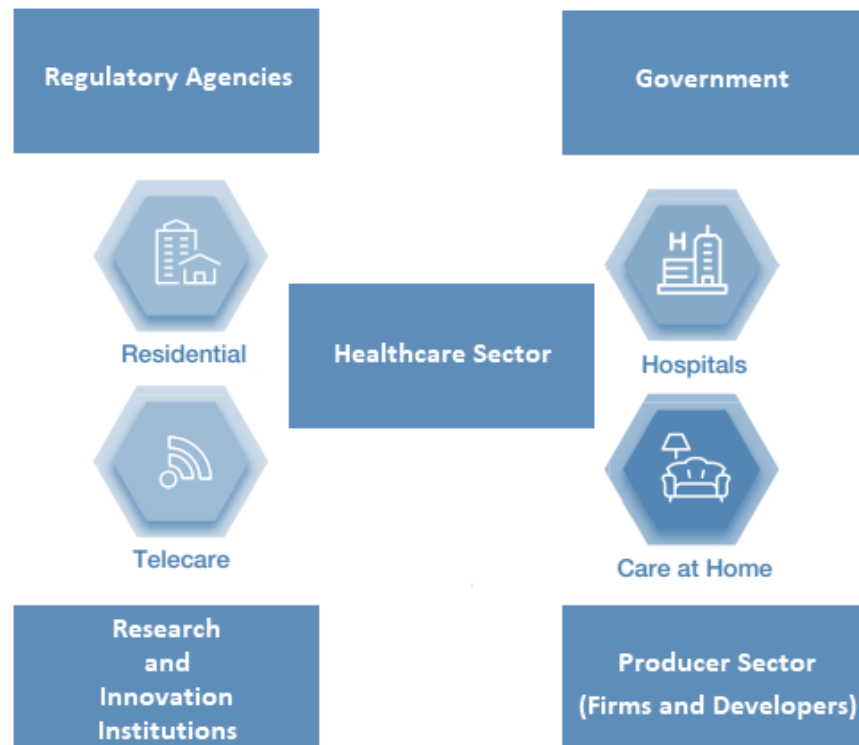 Regulatory Agencies
Government
H
Residential
Healthcare Sector
Hospitals
Telecare
Care at Home
Research
and
Innovation
Institutions
Producer Sector
(Firms and Developers)